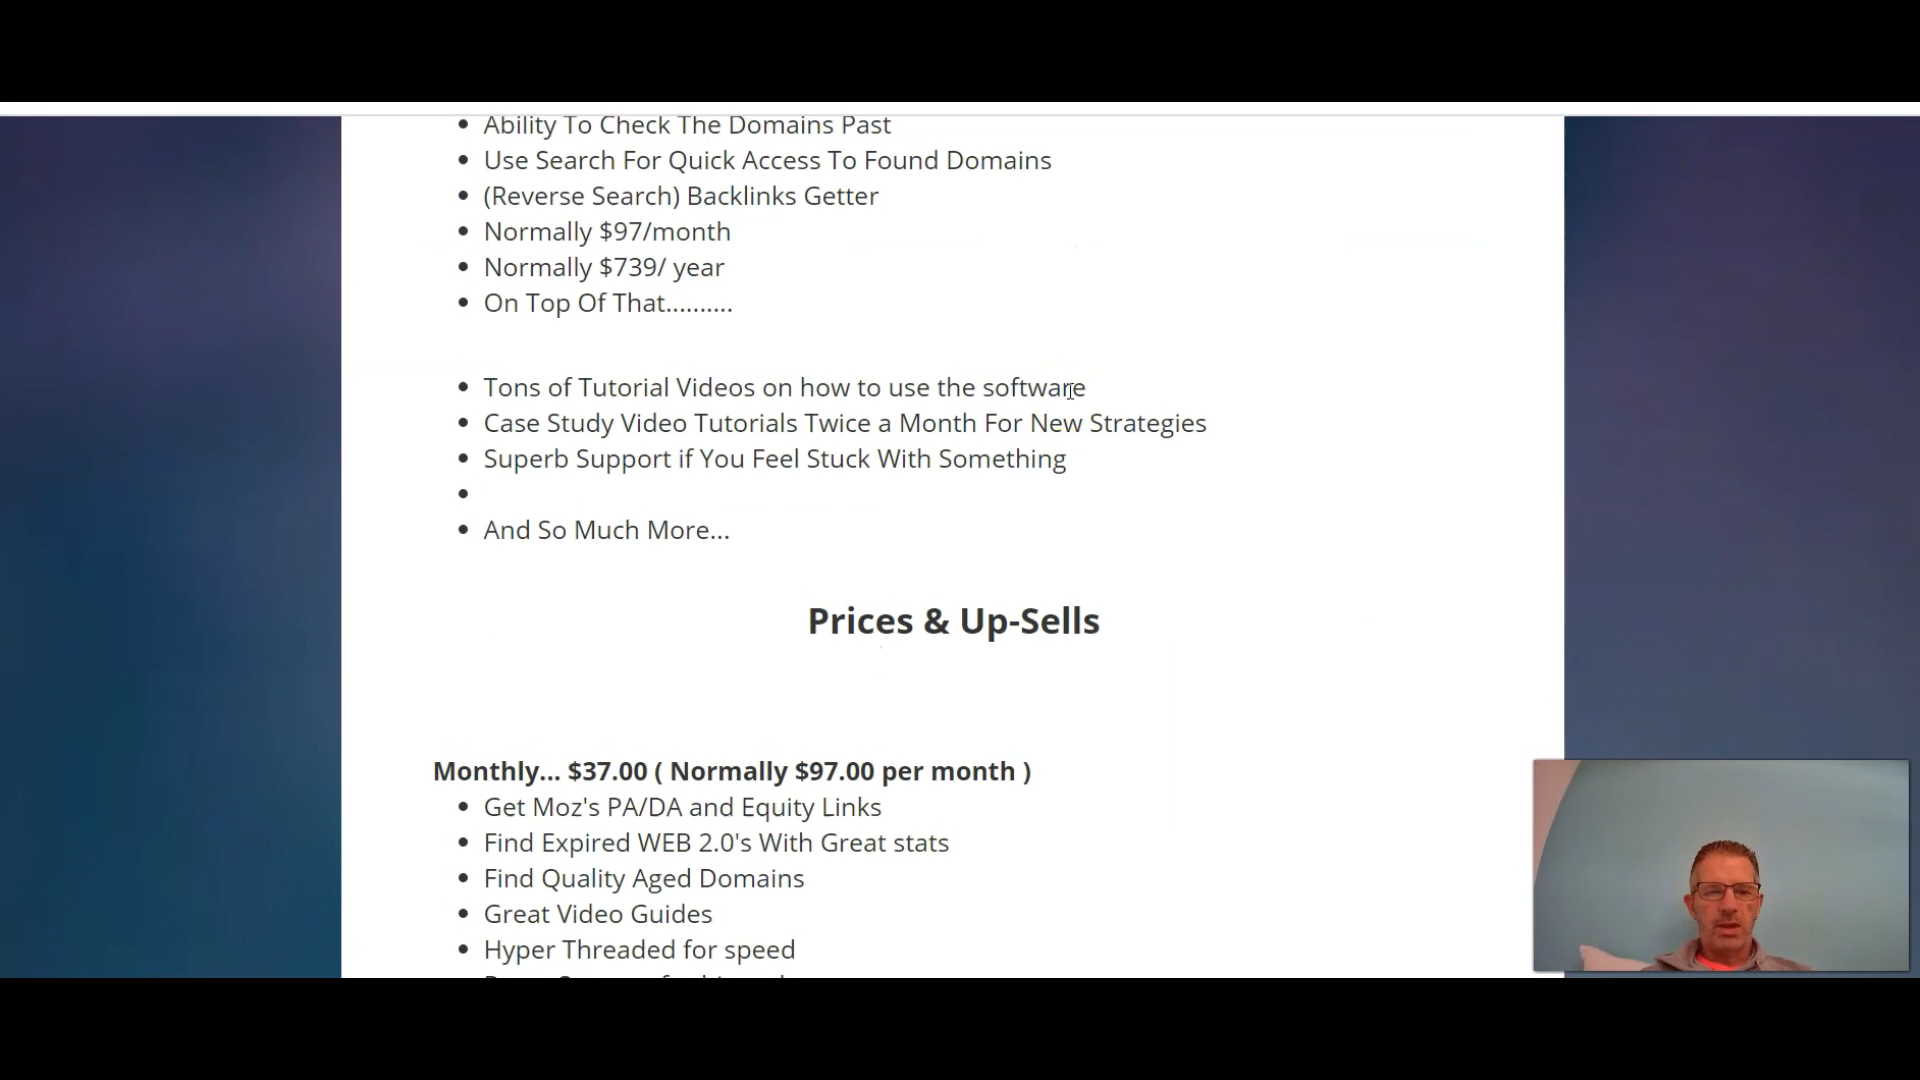 Ability To Check The Domains Past
Use Search For Quick Access To Found Domains
(Reverse Search) Backlinks Getter
Normally $97/month
Normally $739/ year
On Top Of That..........
Tons of Tutorial Videos on how to use the software
Case Study Video Tutorials Twice a Month For New Strategies
Superb Support if You Feel Stuck With Something
And So Much More...
Prices & Up-Sells
Monthly... $37.00 ( Normally $97.00 per month )
Get Moz's PA/DA and Equity Links
Find Expired WEB 2.0's With Great stats
Find Quality Aged Domains
Great Video Guides
Hyper Threaded for speed